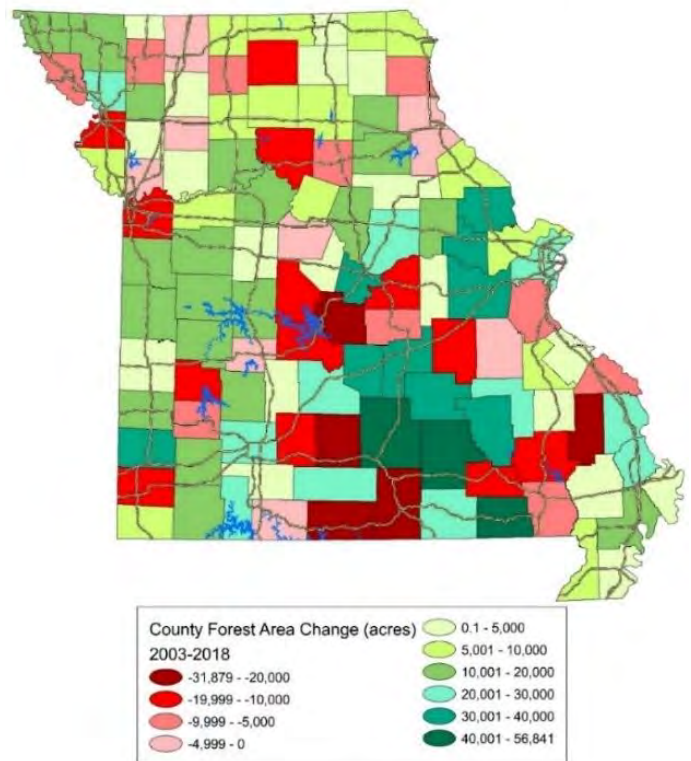 County Forest Area Change (acres)
2003-2018
-31,879 - -20,000
-19,999 - -10,000
-9,999 - -5,000
-4,999 - 0
0.1 - 5,000
5,001 - 10,000
10,001 - 20,000
20,001 - 30,000
30,001 - 40,000
40,001 - 56,841